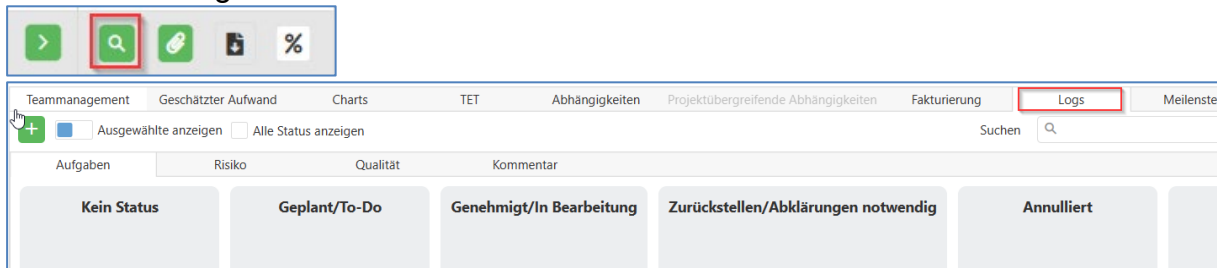 %
Teammanagement Geschätzter Aufwand Charts TET Abhängigkeiten Projektübergreifende Abhängigkeiten Fakturierung Logs Meilenste
Ausgewählte anzeigen Alle Status anzeigen Suchen
Aufgaben Risiko Qualität Kommentar
Kein Status Geplant/To-Do Genehmigt/In Bearbeitung Zurückstellen/Abklärungen notwendig Annulliert